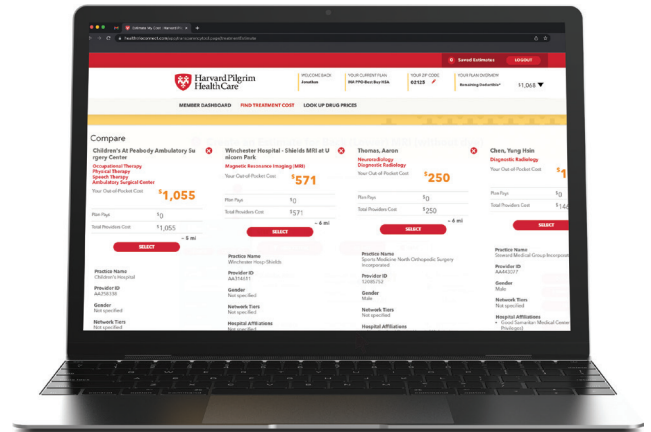 Saved Estimates LOGOUT
Harvard Pilgrim
HealthCare
WELCOME BACK
Jonathan
YOUR CURRENT PLAN
YOUR ZIP CODE
02125
YOUR PLAN OVERVIEW
Remaining Deductible*
$1,068
MEMBER DASHBOARD FIND TREATMENT COST LOOK UP DRUG PRICES
Compare
Children's At Peabody Ambulatory Su
rgery Center
Occupational Therapy
Physical Therapy
Speech Therapy
Ambulatory Surgical Center
Your Out-of-Pocket Cost
$1,055
Plan Pays $0
Total Providers Cost $1,055
~ 5 mi
SELECT
Practice Name
Children's Hospital
Provider ID
Gender
Not specified
Network Tiers
Not specified
Winchester Hospital - Shields MRI at U
nicorn Park
Magnetic Resonance Imaging (MRI)
Your Out-of-Pocket Cost
$571
Plan Pays $0
Total Providers Cost $571
~ 6 mi
SELECT
Practice Name
Winchester Hosp-Shields
Provider ID
Gender
Not specified
Network Tiers
Not specified
Hospital Affiliations
Thomas, Aaron
Neuroradiology
Diagnostic Radiology
Your Out-of-Pocket Cost
$250
Plan Pays $0
Total Providers Cost $250
~ 6 mi
SELECT
Practice Name
Sports Medicine North Orthopedic Surgery
Incorporated
Provider ID
Gender
Male
Network Tiers
Not specified
Hospital Affiliations
Chen, Yung Hsin
Diagnostic Radiology
Your Out-of-Pocket Cost
$1
Plan Pays $0
Total Providers Cost
SELECT
Practice Name
Steward Medical Group Incorporat
Provider ID
Gender
Male
Network Tiers
Not specified
Hospital Affiliations
Good Samaritan Medical Center